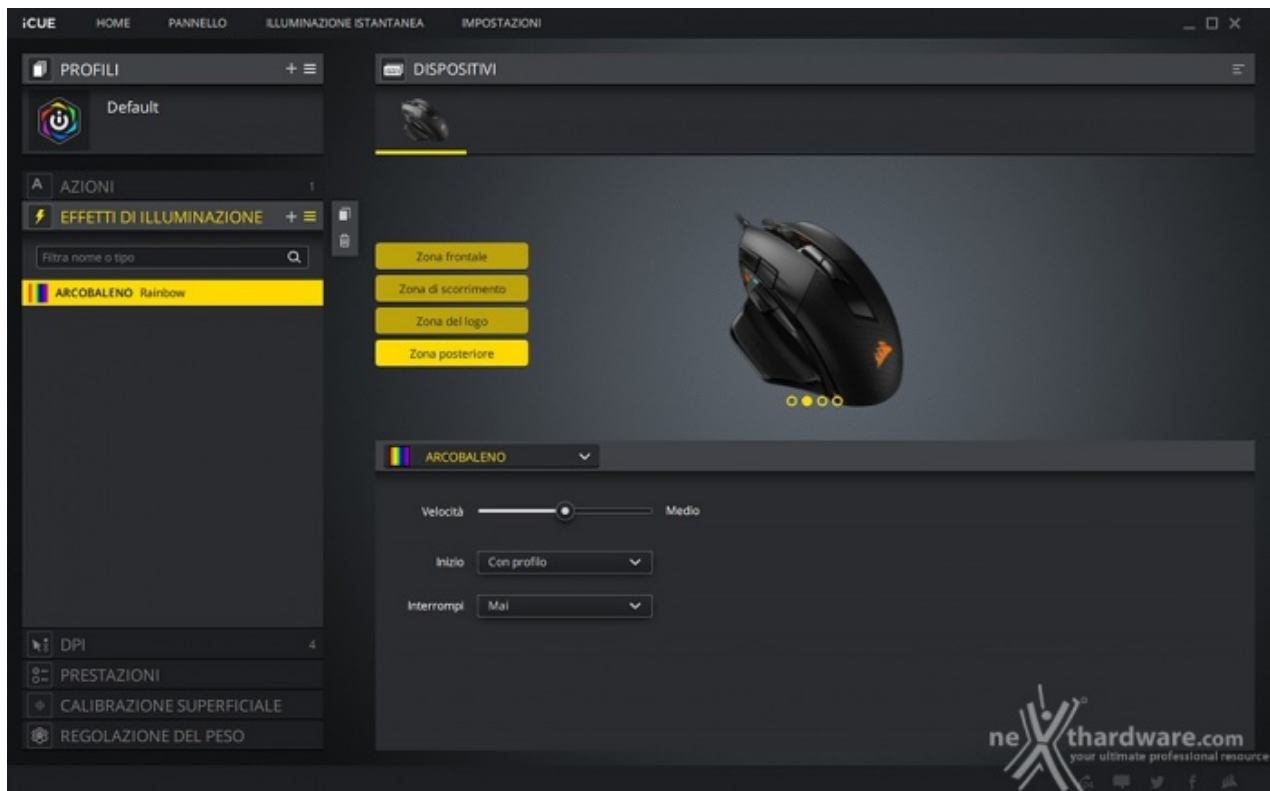 iCUE HOME PANNELLO ILLUMINAZIONE ISTANTANEA IMPOSTAZIONI
PROFILI
Default
AZIONI 1
EFFETTI DI ILLUMINAZIONE
Filtra nome o tipo
ARCOBALENO Rainbow
DPI 4
PRESTAZIONI
CALIBRAZIONE SUPERFICIALE
REGOLAZIONE DEL PESO
DISPOSITIVI
Zona frontale
Zona di scorrimento
Zona del logo
Zona posteriore
ARCOBALENO
Velocità Medio
Inizio Con profilo
Interrompi Mai
nexthardware.com
your ultimate professional resource